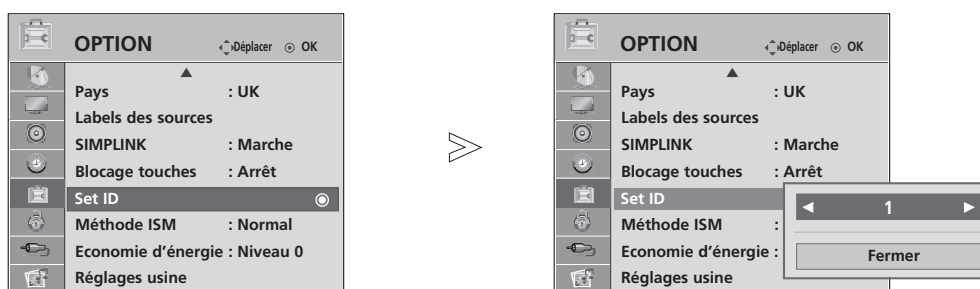 OPTION Déplacer OK
Pays : UK
Labels des sources
SIMPLINK : Marche
Blocage touches : Arrêt
Set ID
Méthode ISM : Normal
Economie d’énergie : Niveau 0
Réglages usine
OPTION Déplacer OK
Pays : UK
Labels des sources
SIMPLINK : Marche
Blocage touches : Arrêt
Set ID
Méthode ISM :
Economie d’énergie :
Réglages usine
1
Fermer